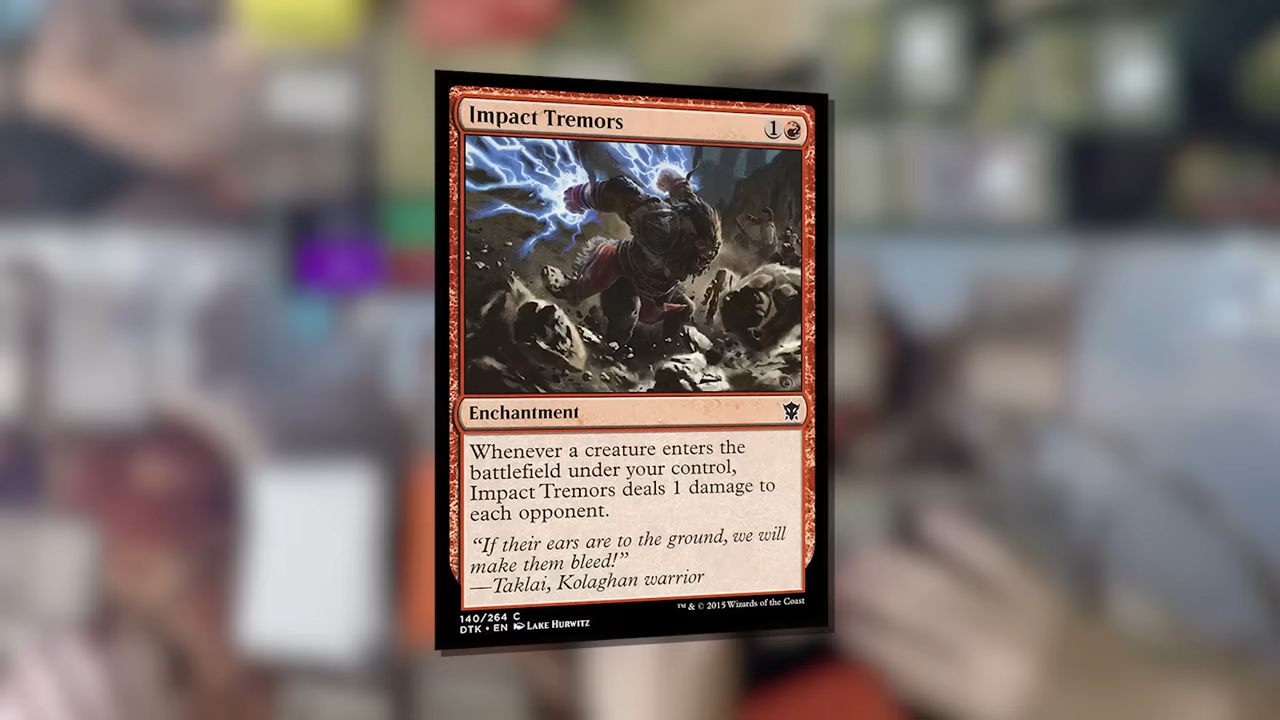 Impact Tremors 1
Enchantment
Whenever a creature enters the
battlefield under your control,
Impact Tremors deals 1 damage to
each opponent.
“If their ears are to the ground, we will
make them bleed!”
—Taklai, Kolaghan warrior
140/264 C
DTK • EN Lake Hurwitz
™ & © 2015 Wizards of the Coast